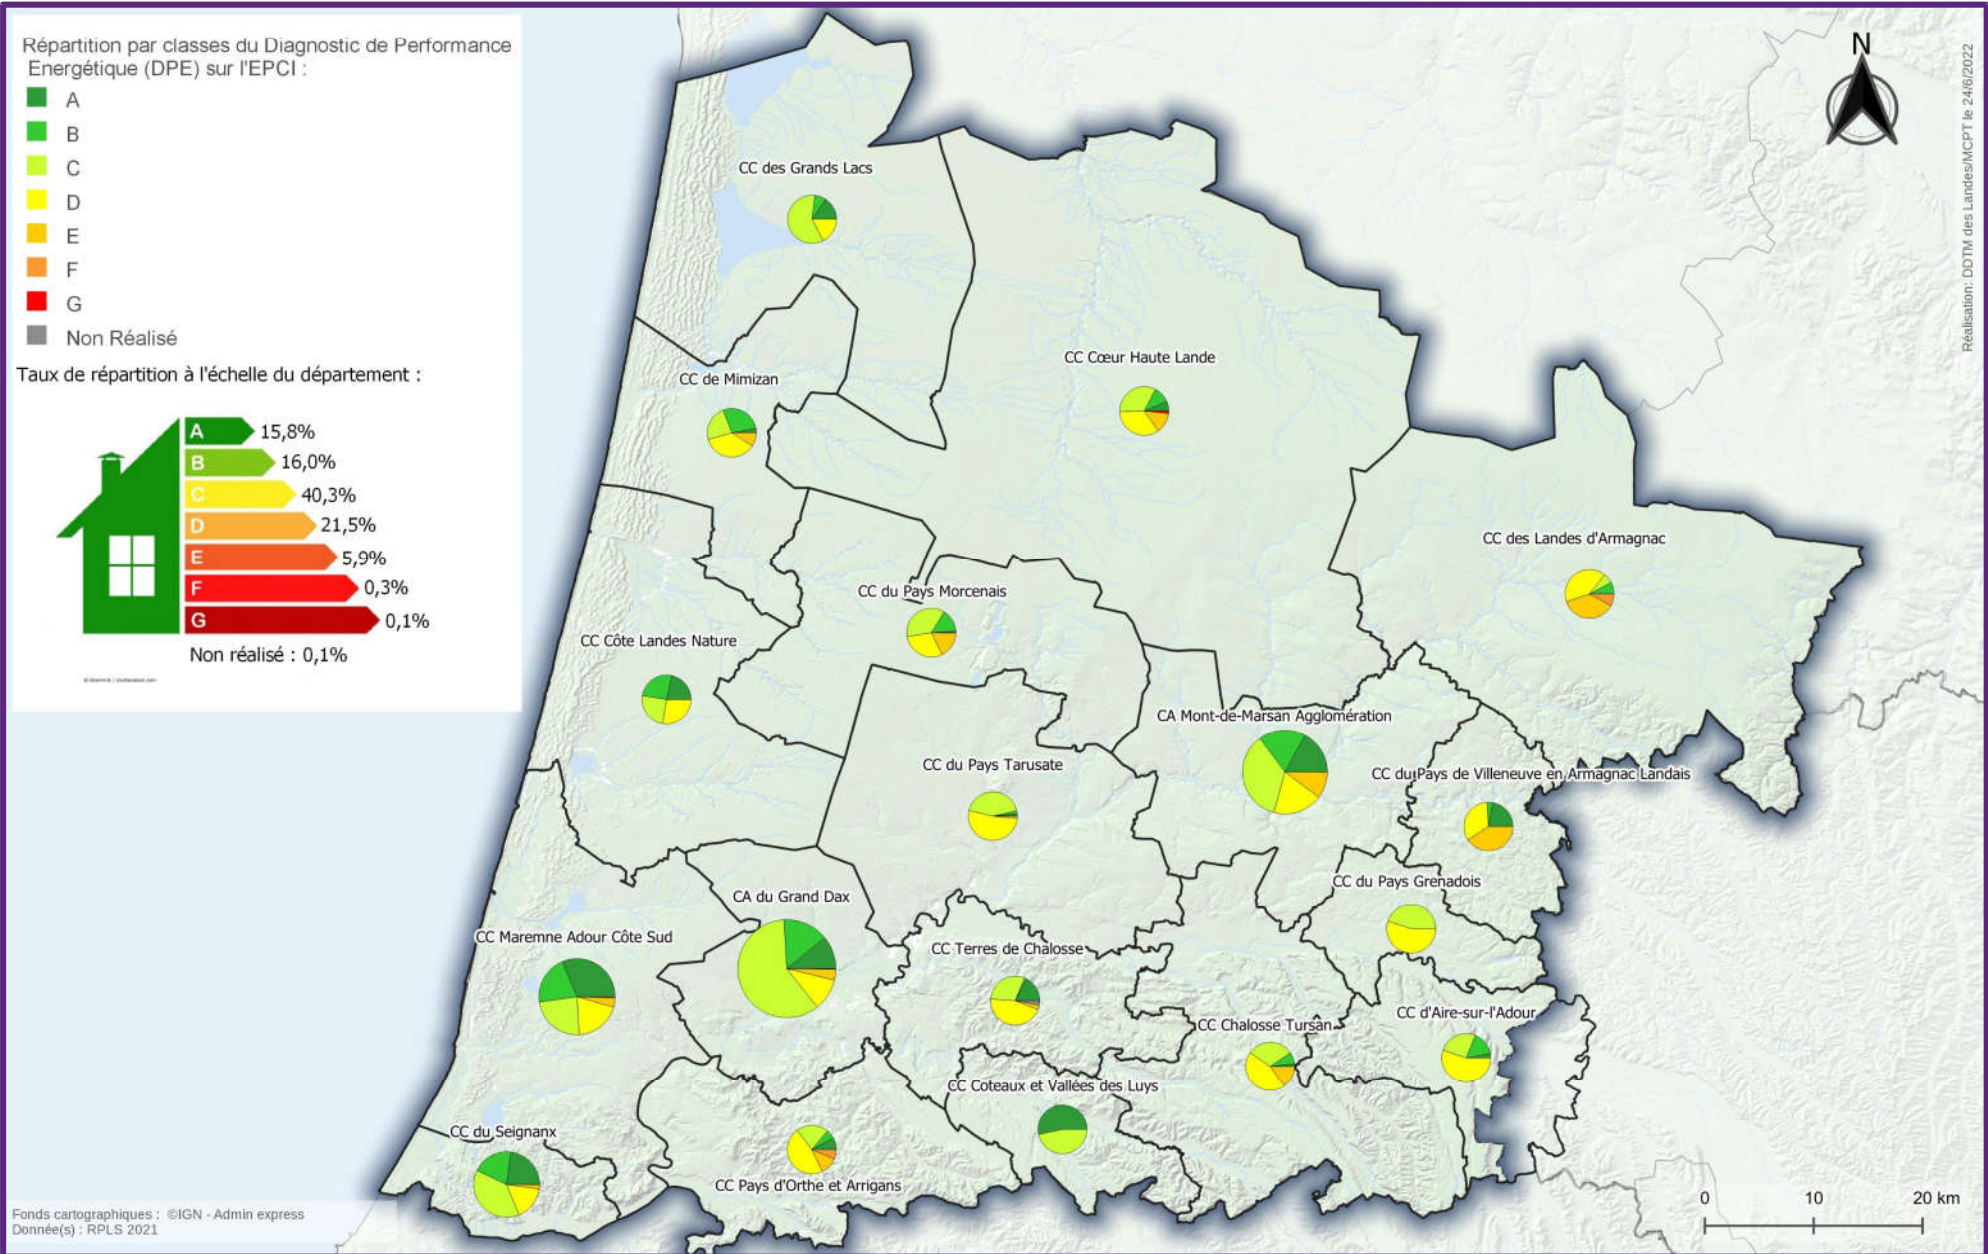 Répartition par classes du Diagnostic de Performance
Energétique (DPE) sur l'EPCI :
A
B
C
D
E
F
G
Non Réalisé
Taux de répartition à l'échelle du département :
A 15,8%
B 16,0%
C 40,3%
D 21,5%
E 5,9%
F 0,3%
G 0,1%
Non réalisé : 0,1%
N
Réalisation: DDTM des Landes/MCPT le 24/6/2022
CC des Grands Lacs
CC Cœur Haute Lande
CC de Mimizan
CC des Landes d'Armagnac
CC du Pays Morcenais
CC Côte Landes Nature
CA Mont-de-Marsan Agglomération
CC du Pays Tarusate
CC du Pays de Villeneuve en Armagnac Landais
CC du Pays Grenadois
CA du Grand Dax
CC Maremne Adour Côte Sud
CC Terres de Chalosse
CC d'Aire-sur-l'Adour
CC Chalosse Tursan
CC Coteaux et Vallées des Luys
CC du Seignanx
CC Pays d'Orthe et Arrigans
0 10 20 km
Fonds cartographiques : ©IGN - Admin express
Donnée(s) : RPLS 2021